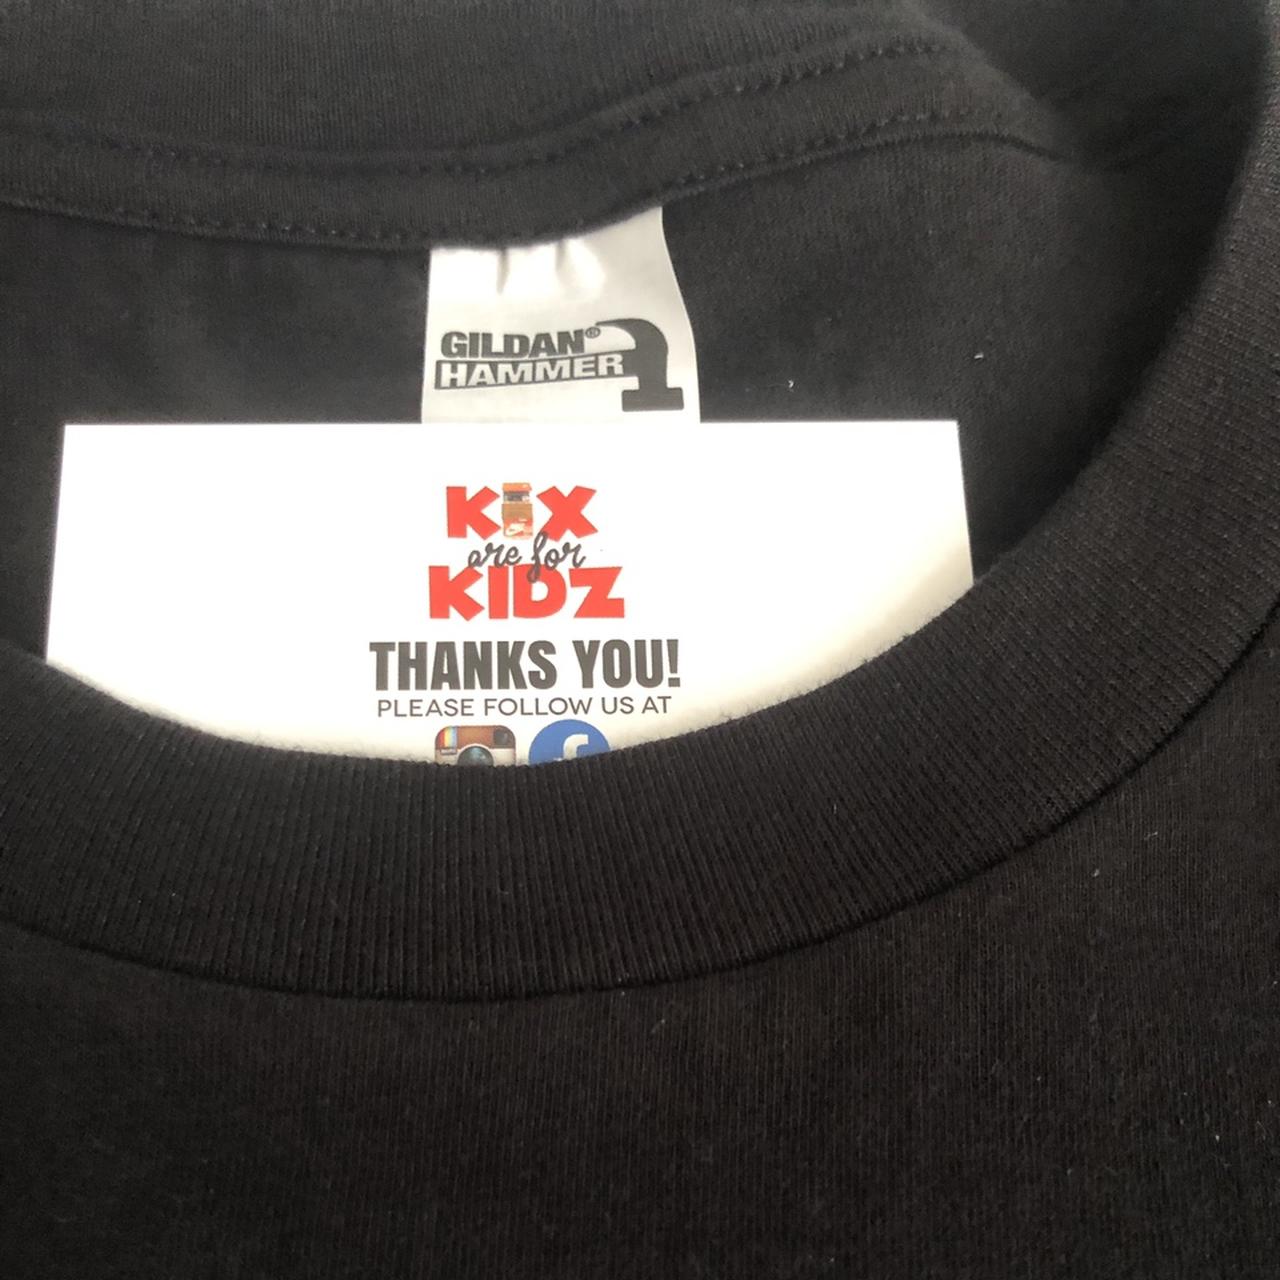 GILDAN®
HAMMER
KiX
are for
KIDZ
THANKS YOU!
PLEASE FOLLOW US AT
f